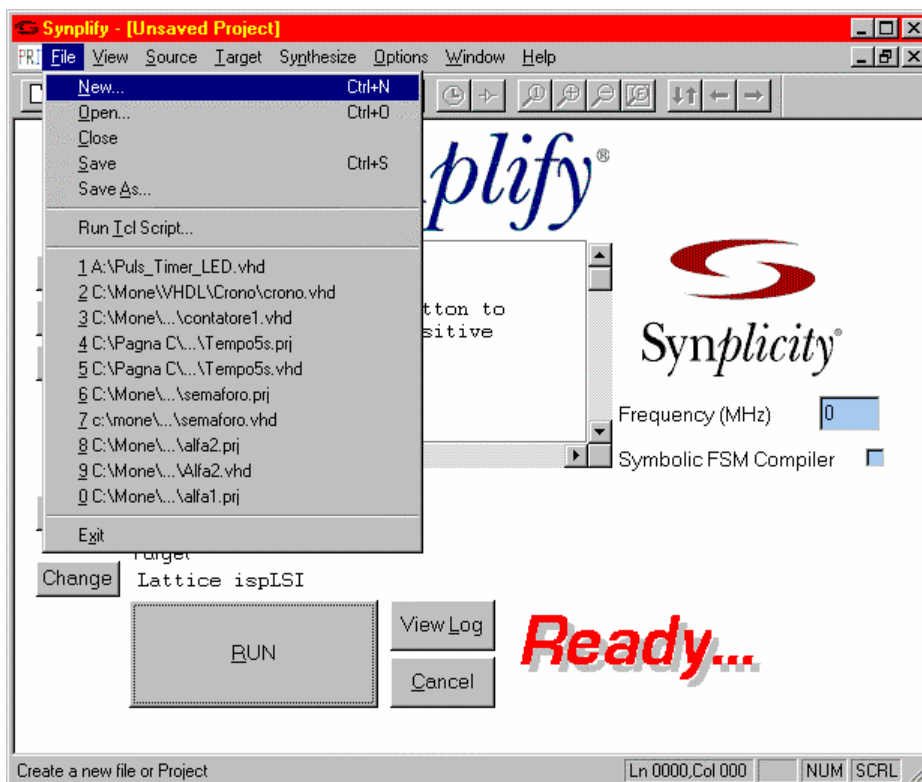 Synplify - [Unsaved Project]
File View Source Target Synthesize Options Window Help
New... Ctrl+N
Open... Ctrl+O
Close
Save Ctrl+S
Save As...
Run Tcl Script...
1 A:\Puls_Timer_LED.vhd
2 C:\Mone\VHDL\Crono\crono.vhd
3 C:\Mone\...\contatore1.vhd
4 C:\Pagna C\...\Tempo5s.prj
5 C:\Pagna C\...\Tempo5s.vhd
6 C:\Mone\...\semaforo.prj
7 c:\mone\...\semaforo.vhd
8 C:\Mone\...\alfa2.prj
9 C:\Mone\...\Alfa2.vhd
0 C:\Mone\...\alfa1.prj
Exit
plify®
tton to
sitive
Synplicity®
Frequency (MHz) 0
Symbolic FSM Compiler
Target
Change Lattice ispLSI
RUN
View Log
Cancel
Ready...
Create a new file or Project Ln 0000,Col 000 NUM SCRL